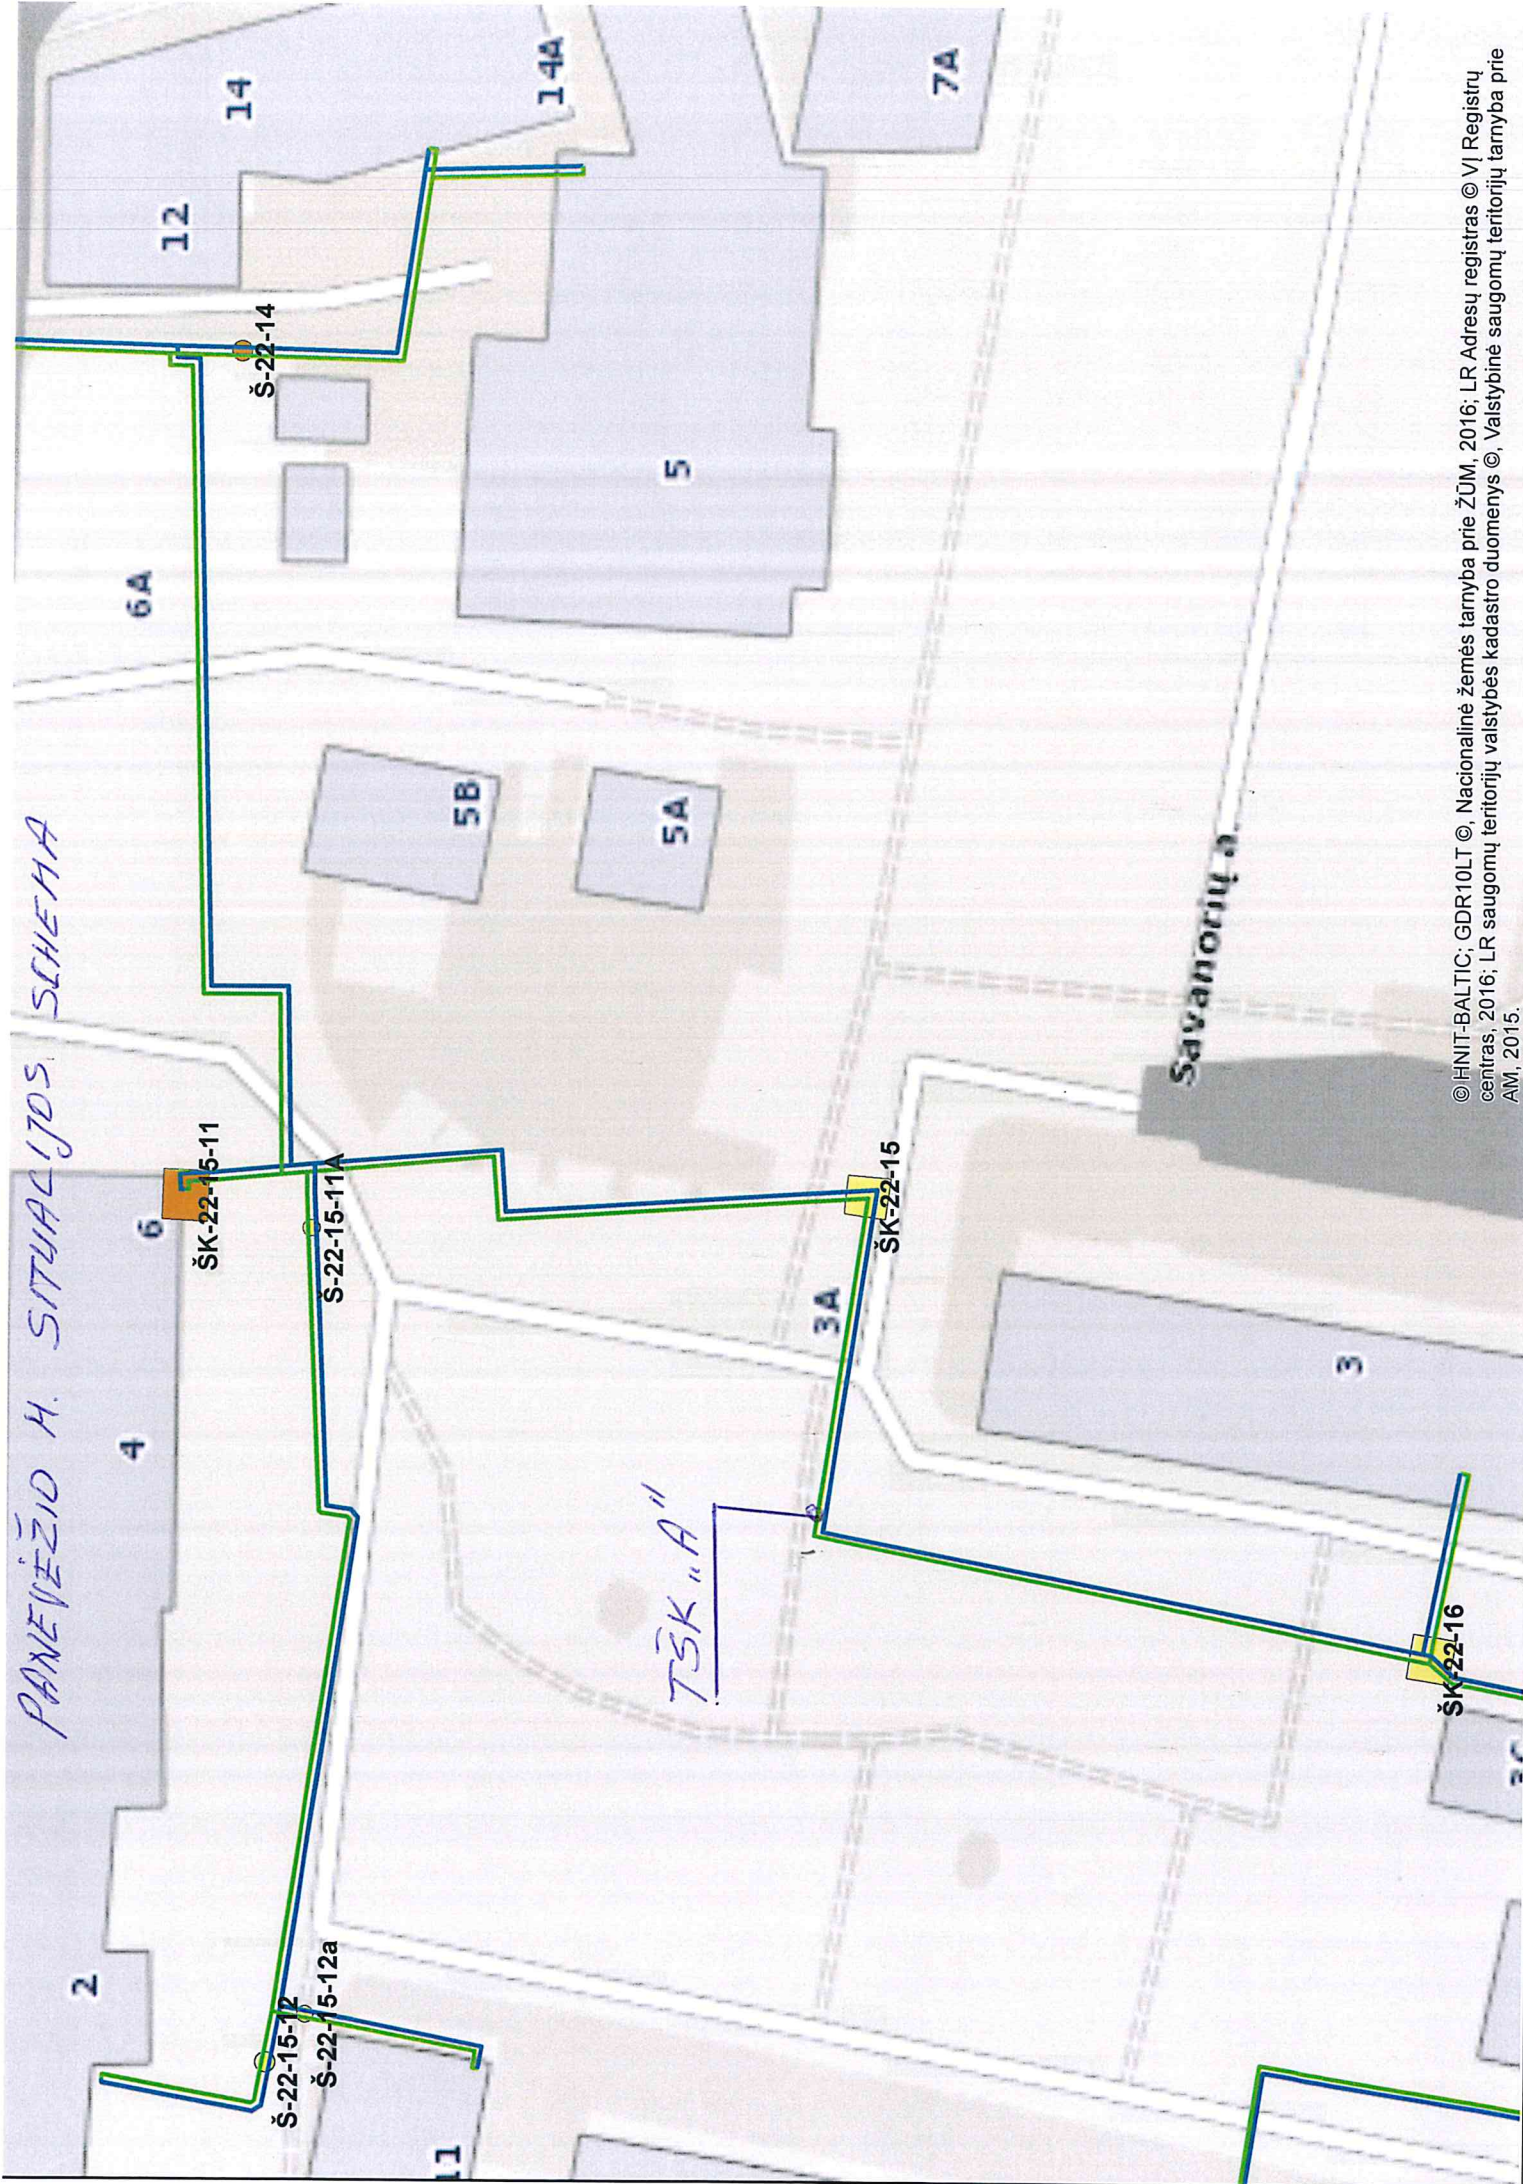 PANEVĖŽIO M. SITUACIJOS SCHEMA
2
4
6
6A
12
14
14A
7A
5
5B
5A
Š-22-14
ŠK-22-15-11
Š-22-15-11A
Š-22-15-12
Š-22-15-12a
11
TŠK „A"
3A
ŠK-22-15
Savanorių a.
3
ŠK-22-16
© HNIT-BALTIC; GDR10LT ©, Nacionalinė žemės tarnyba prie ŽŪM, 2016; LR Adresų registras © VĮ Registrų
centras, 2016; LR saugomų teritorijų valstybės kadastro duomenys ©, Valstybinė saugomų teritorijų tarnyba prie
AM, 2015.